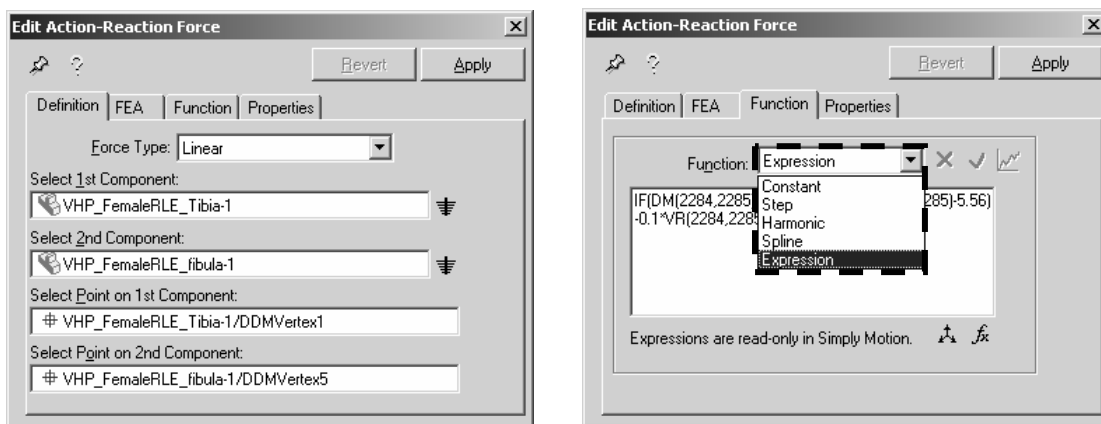 Edit Action-Reaction Force
Revert
Apply
Definition
FEA
Function
Properties
Force Type: Linear
Select 1st Component:
VHP_FemaleRLE_Tibia-1
Select 2nd Component:
VHP_FemaleRLE_fibula-1
Select Point on 1st Component:
VHP_FemaleRLE_Tibia-1/DDMVertex1
Select Point on 2nd Component:
VHP_FemaleRLE_fibula-1/DDMVertex5
Edit Action-Reaction Force
Revert
Apply
Definition
FEA
Function
Properties
Function: Expression
Constant
Step
Harmonic
Spline
Expression
IF(DM(2284,2285 285)-5.56)
-0.1*VR(2284,228
Expressions are read-only in Simply Motion.
fx